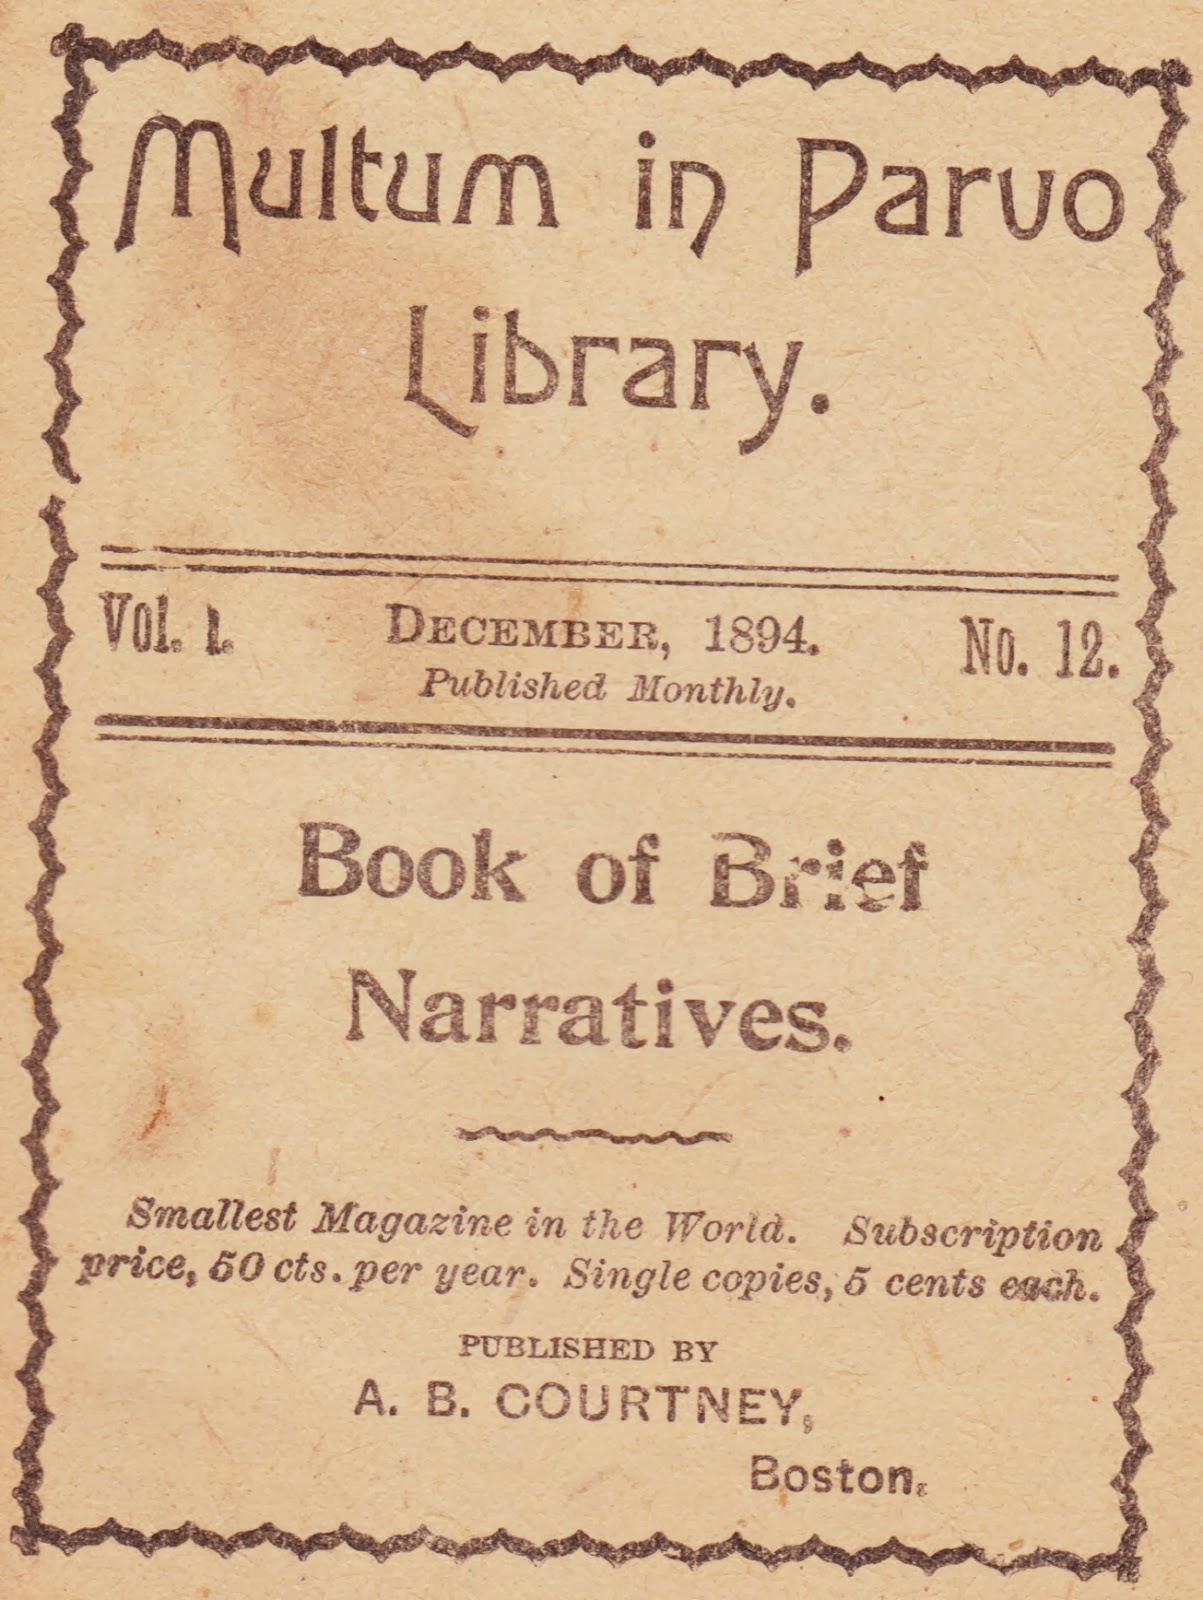 Multum in Parvo
Library.
Vol. 1. DECEMBER, 1894. No. 12.
Published Monthly.
Book of Brief
Narratives.
Smallest Magazine in the World. Subscription
price, 50 cts. per year. Single copies, 5 cents each.
PUBLISHED BY
A. B. COURTNEY,
Boston.